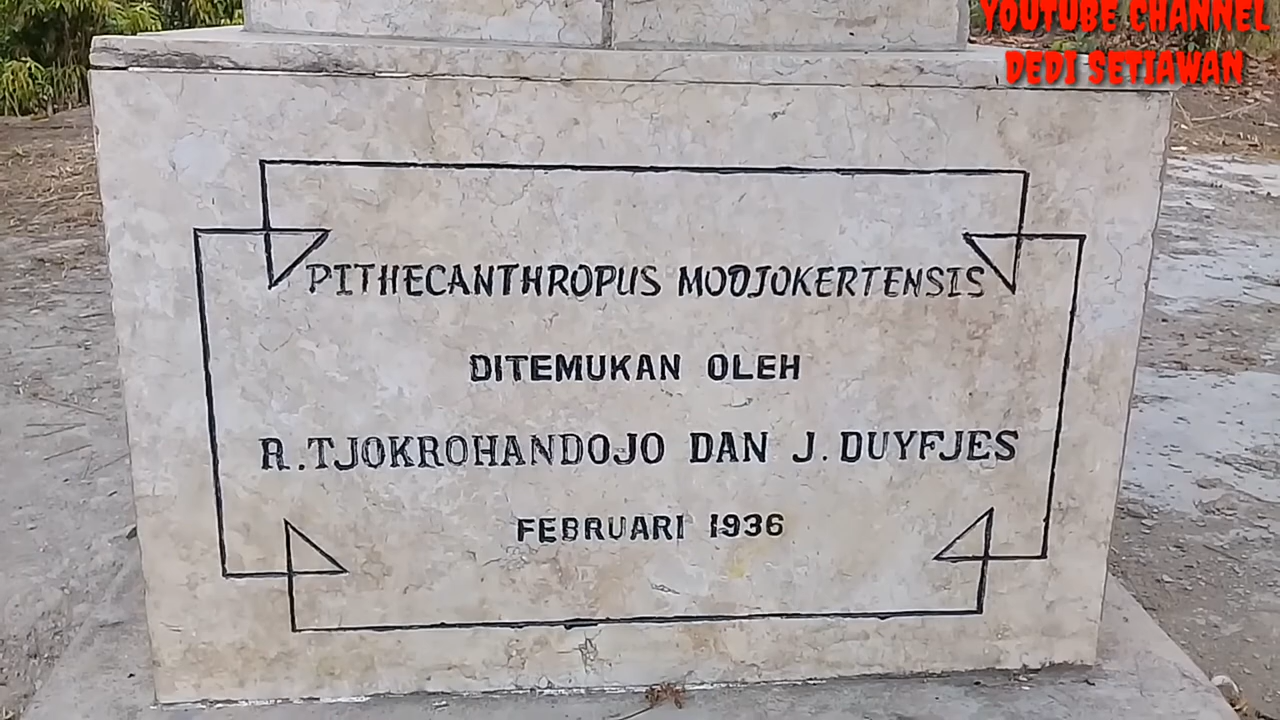 YOUTUBE CHANNEL
DEDI SETIAWAN
PITHECANTHROPUS MODJOKERTENSIS
DITEMUKAN OLEH
R. TJOKROHANDOJO DAN J. DUYFJES
FEBRUARI 1936